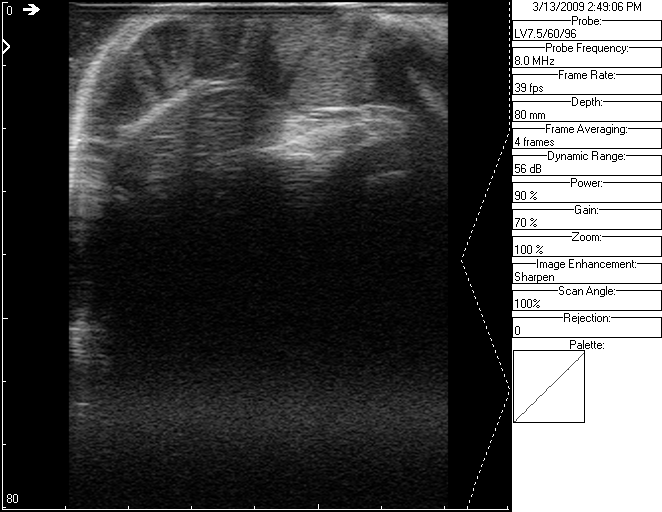 0
80
3/13/2009 2:49:06 PM
Probe:
LV7.5/60/96
Probe Frequency:
8.0 MHz
Frame Rate:
39 fps
Depth:
80 mm
Frame Averaging:
4 frames
Dynamic Range:
56 dB
Power:
90 %
Gain:
70 %
Zoom:
100 %
Image Enhancement:
Sharpen
Scan Angle:
100%
Rejection:
0
Palette: